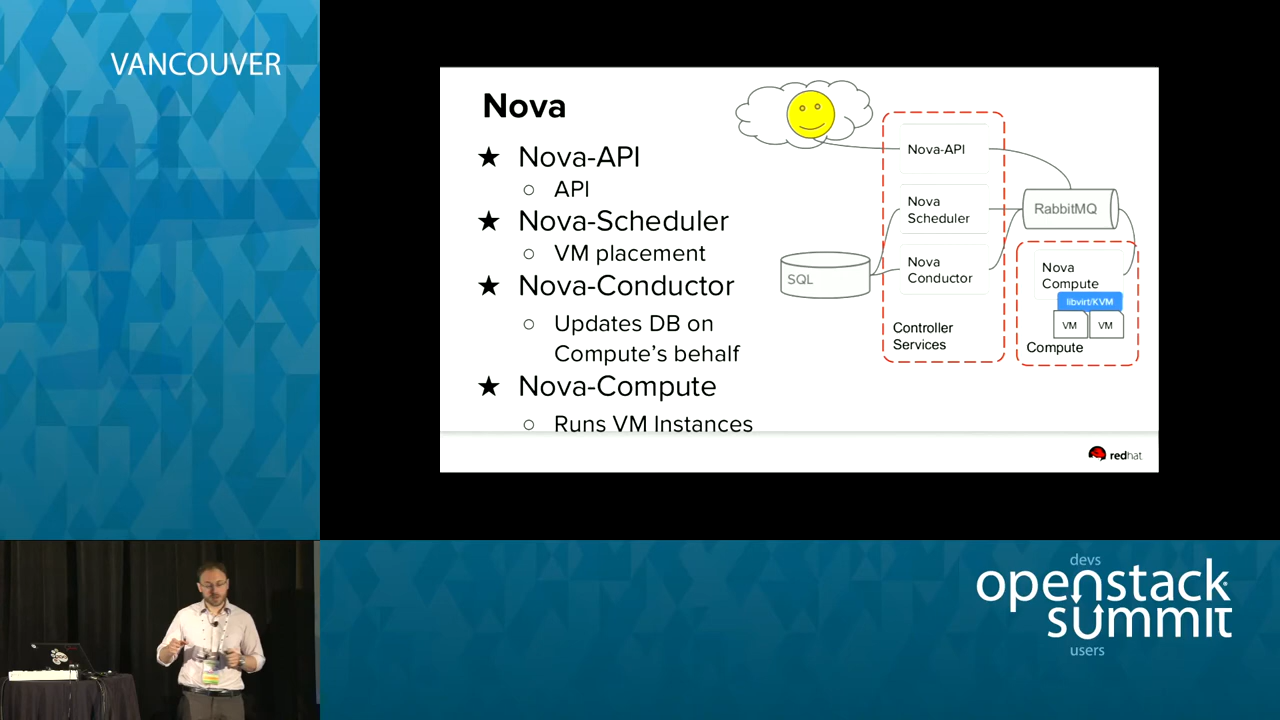 VANCOUVER
Nova
★ Nova-API
○ API
★ Nova-Scheduler
○ VM placement
★ Nova-Conductor
○ Updates DB on
Compute’s behalf
★ Nova-Compute
○ Runs VM Instances
Nova-API
Nova
Scheduler
Nova
Conductor
Controller
Services
SQL
RabbitMQ
Nova
Compute
libvirt/KVM
VM
VM
Compute
redhat
devs
openstack
summit
users